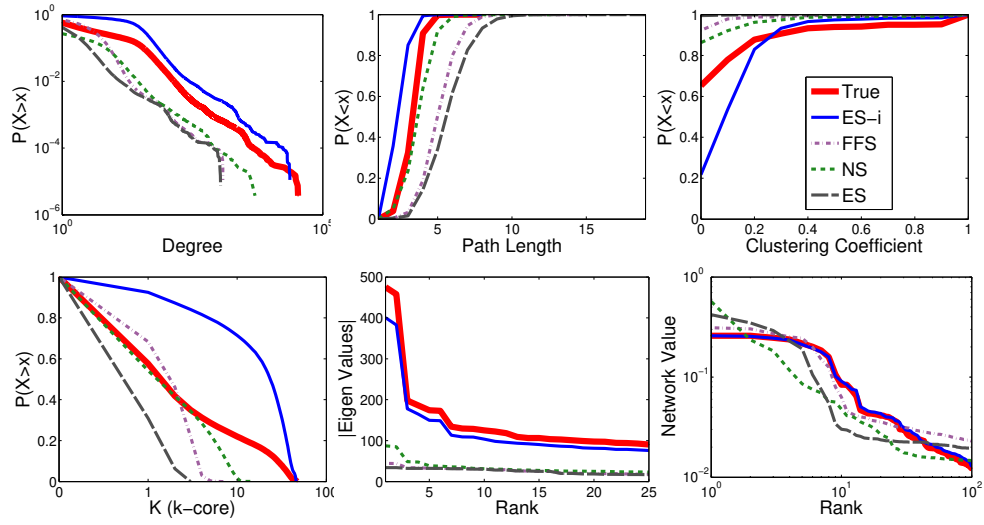 10^0
10^-2
10^-4
10^-6
P(X>x)
10^0
10^5
Degree
1
0.8
0.6
0.4
0.2
0
P(X<x)
5 10 15
Path Length
1
0.8
0.6
0.4
0.2
0
P(X<x)
True
ES-i
FFS
NS
ES
0 0.2 0.4 0.6 0.8 1
Clustering Coefficient
1
0.8
0.6
0.4
0.2
0
P(X>x)
0 1 10 100
K (k-core)
500
400
300
200
100
0
|Eigen Values|
5 10 15 20 25
Rank
10^0
10^-1
10^-2
Network Value
10^0 10^1 10^2
Rank